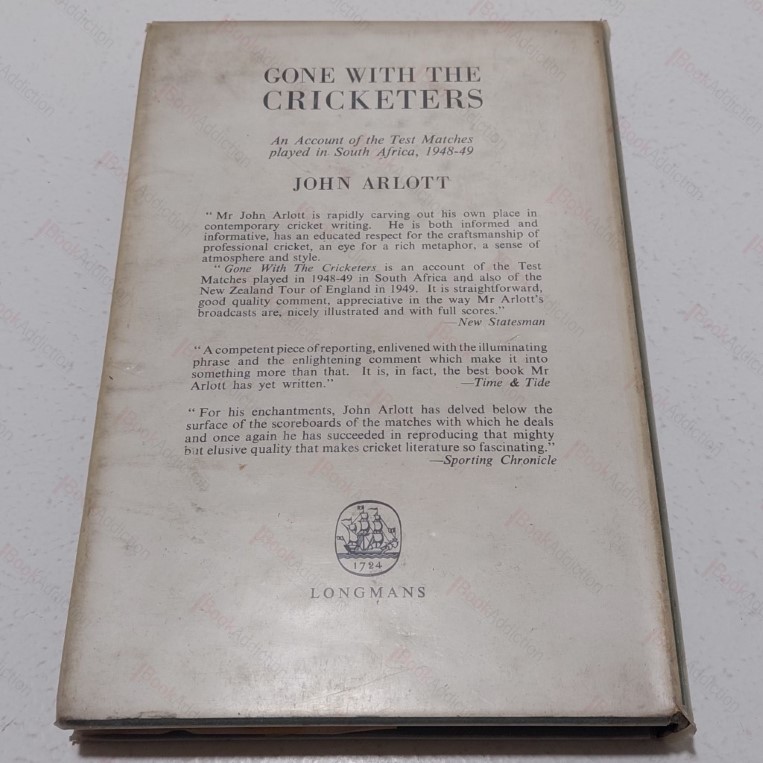 GONE WITH THE
CRICKETERS
An Account of the Test Matches
played in South Africa, 1948-49
JOHN ARLOTT
" Mr John Arlott is rapidly carving out his own place in
contemporary cricket writing. He is both informed and
informative, has an educated respect for the craftsmanship of
professional cricket, an eye for a rich metaphor, a sense of
atmosphere and style.
" Gone With The Cricketers is an account of the Test
Matches played in 1948-49 in South Africa and also of the
New Zealand Tour of England in 1949. It is straightforward,
good quality comment, appreciative in the way Mr Arlott's
broadcasts are, nicely illustrated and with full scores."
—New Statesman
" A competent piece of reporting, enlivened with the illuminating
phrase and the enlightening comment which make it into
something more than that. It is, in fact, the best book Mr
Arlott has yet written." —Time & Tide
" For his enchantments, John Arlott has delved below the
surface of the scoreboards of the matches with which he deals
and once again he has succeeded in reproducing that mighty
but elusive quality that makes cricket literature so fascinating."
—Sporting Chronicle
1724
LONGMANS
BookAddiction